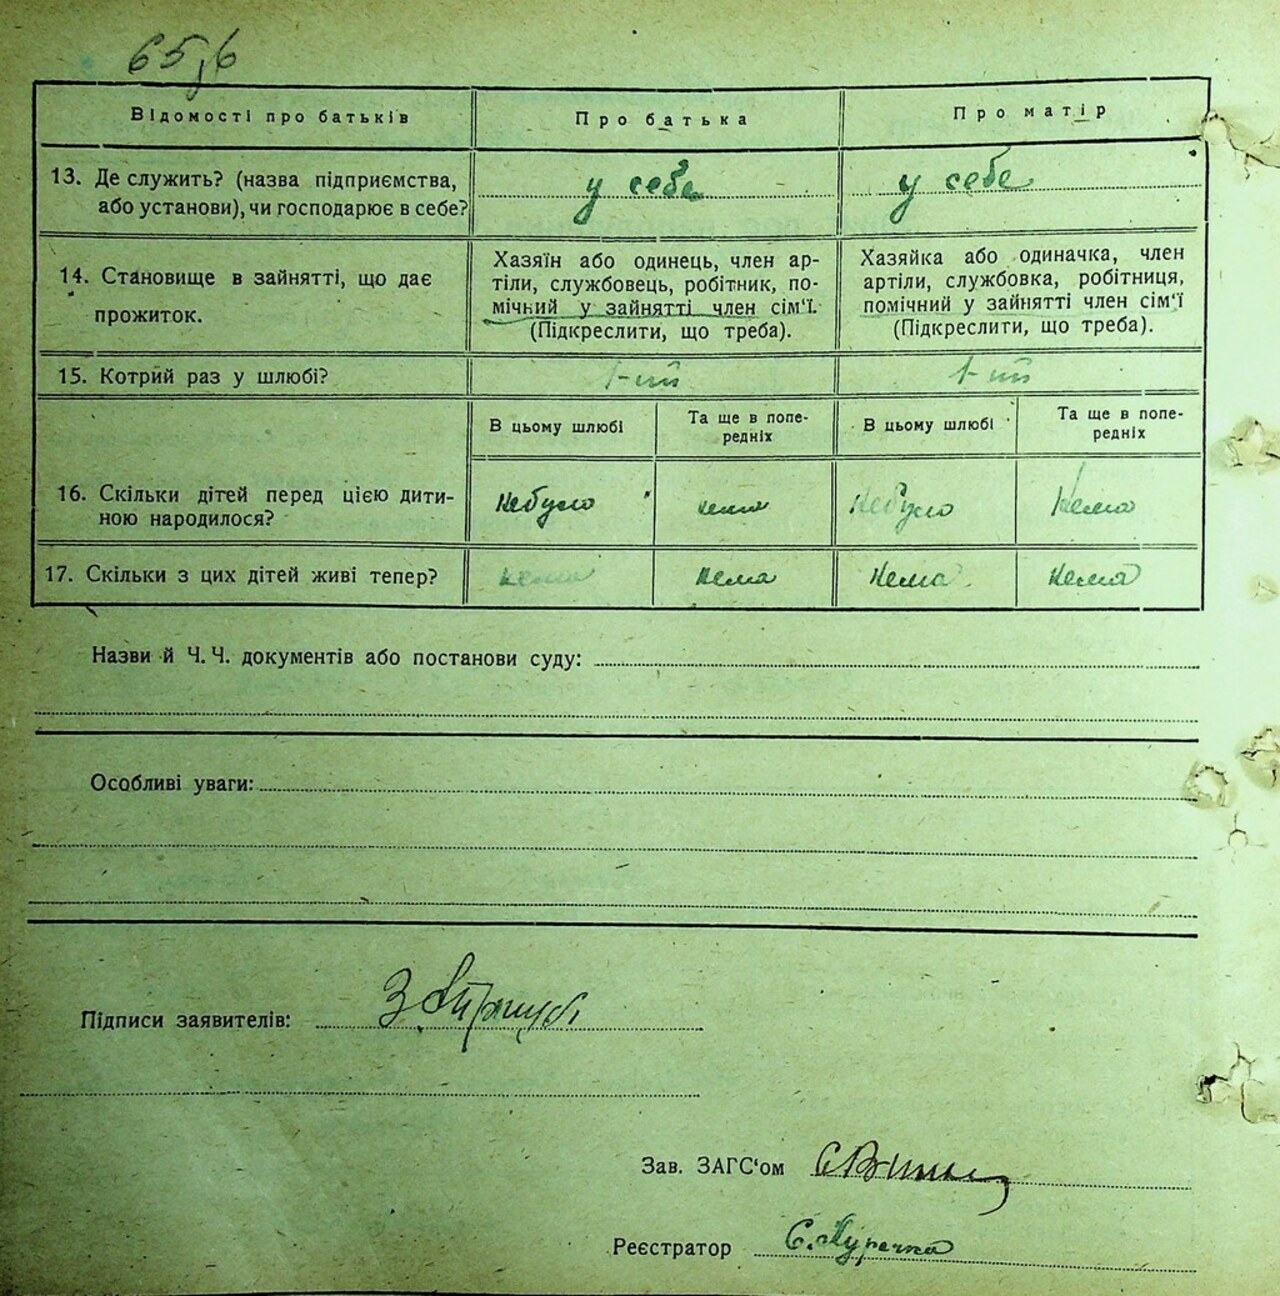 65,6
Відомості про батьків
Про батька
Про матір
13. Де служить? (назва підприємства,
або установи), чи господарює в себе?
у себе
у себе
14. Становище в зайнятті, що дає
прожиток.
Хазяїн або одинець, член ар-
тіли, службовець, робітник, по-
мічний у зайнятті член сім'ї.
(Підкреслити, що треба).
Хазяйка або одиначка, член
артіли, службовка, робітниця,
помічний у зайнятті член сім'ї
(Підкреслити, що треба).
15. Котрий раз у шлюбі?
1-ий
1-ий
В цьому шлюбі
Та ще в попе-
редніх
В цьому шлюбі
Та ще в попе-
редніх
16. Скільки дітей перед цією дити-
ною народилося?
Небуло
нема
Небуло
Нема
17. Скільки з цих дітей живі тепер?
Нема
Нема
Нема
Нема
Назви й Ч. Ч. документів або постанови суду:
Особливі уваги:
Підписи заявителів:
Зав. ЗАГС'ом
Реєстратор